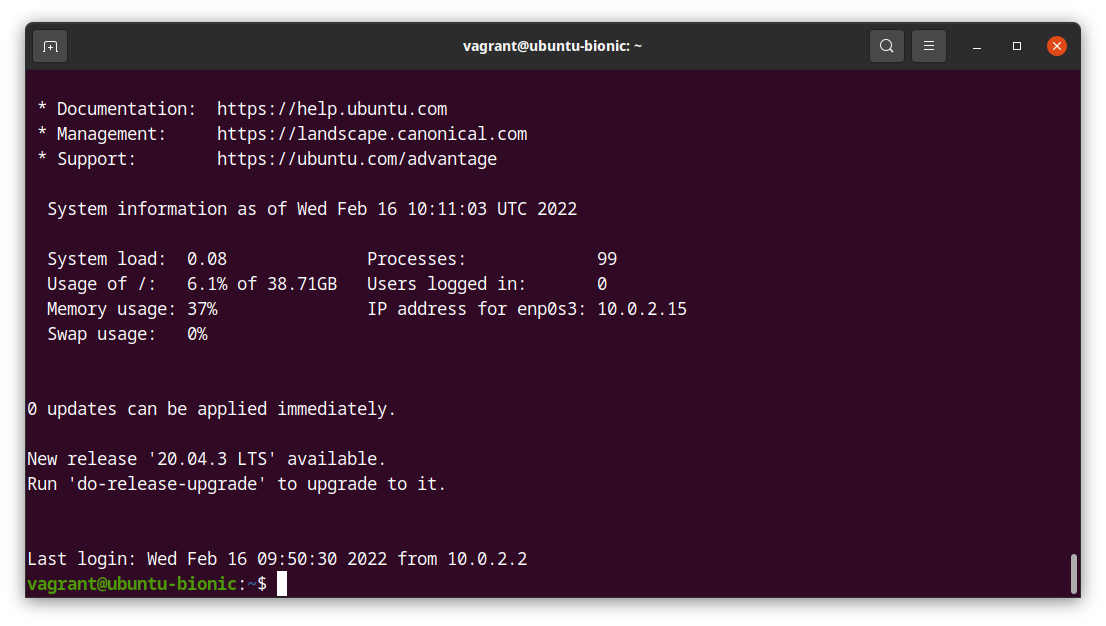 vagrant@ubuntu-bionic: ~
* Documentation:  https://help.ubuntu.com
* Management:     https://landscape.canonical.com
* Support:        https://ubuntu.com/advantage
System information as of Wed Feb 16 10:11:03 UTC 2022
System load:  0.08              Processes:             99
Usage of /:   6.1% of 38.71GB   Users logged in:       0
Memory usage: 37%               IP address for enp0s3: 10.0.2.15
Swap usage:   0%
0 updates can be applied immediately.
New release '20.04.3 LTS' available.
Run 'do-release-upgrade' to upgrade to it.
Last login: Wed Feb 16 09:50:30 2022 from 10.0.2.2
vagrant@ubuntu-bionic:~$